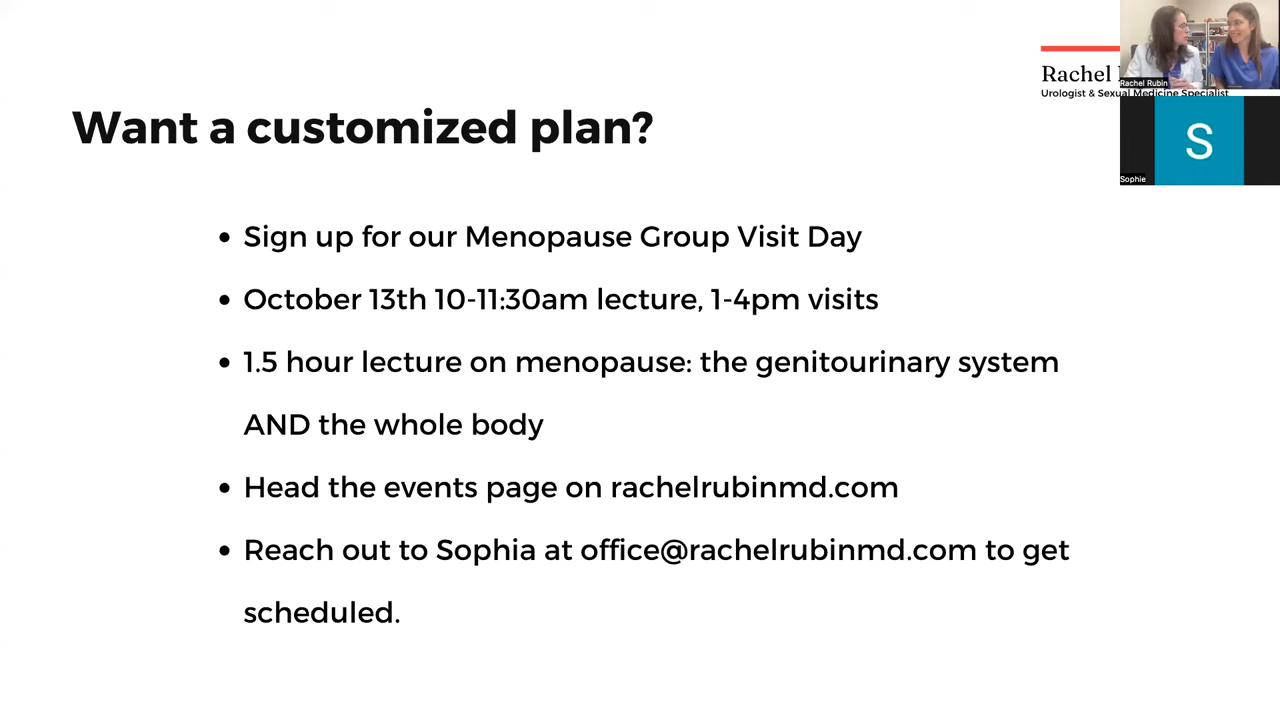 Rachel
Urologist & Sexual Medicine Specialist
Rachel Rubin
S
Sophie
Want a customized plan?
• Sign up for our Menopause Group Visit Day
• October 13th 10-11:30am lecture, 1-4pm visits
• 1.5 hour lecture on menopause: the genitourinary system
AND the whole body
• Head the events page on rachelrubinmd.com
• Reach out to Sophia at office@rachelrubinmd.com to get
scheduled.